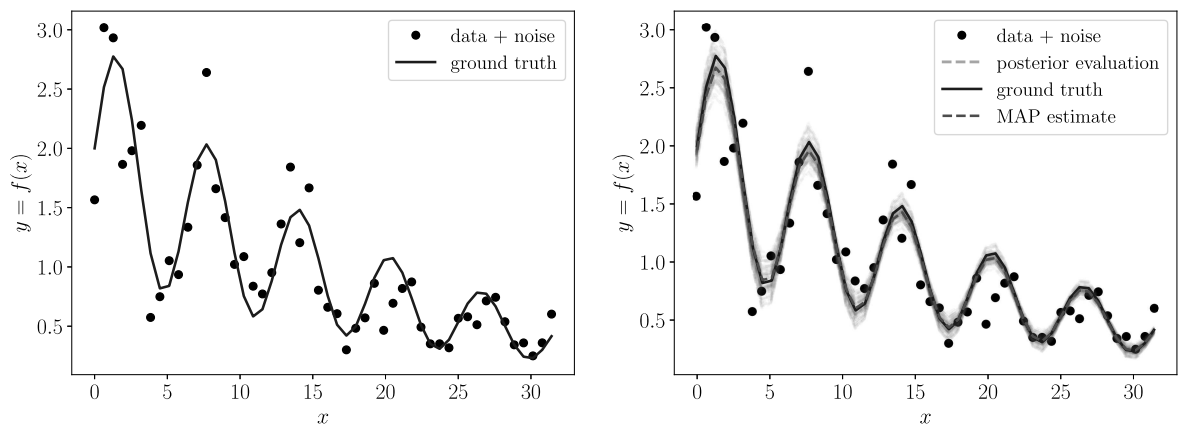 3.0
2.5
2.0
1.5
1.0
0.5
y = f(x)
0 5 10 15 20 25 30
x
data + noise
ground truth
3.0
2.5
2.0
1.5
1.0
0.5
y = f(x)
0 5 10 15 20 25 30
x
data + noise
posterior evaluation
ground truth
MAP estimate